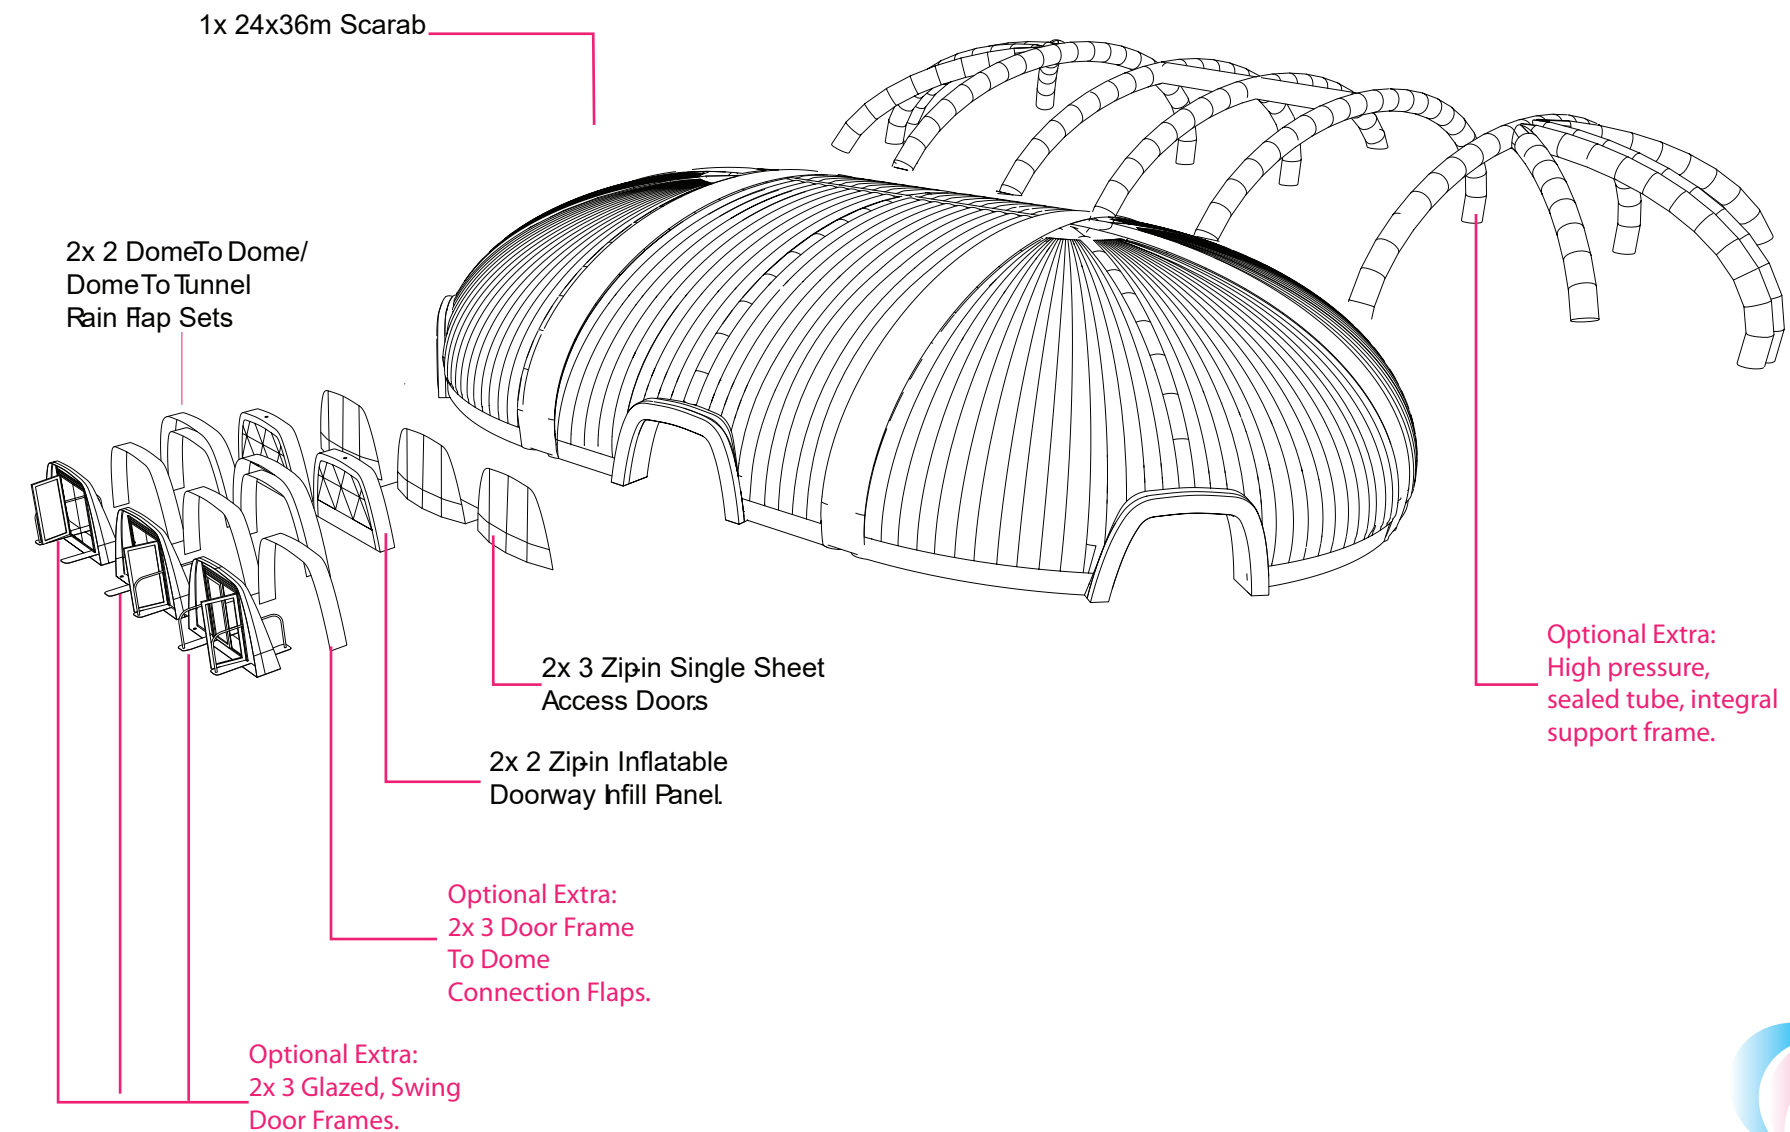 1x 24x36m Scarab
2x 2 Dome To Dome/
Dome To Tunnel
Rain Flap Sets
2x 3 Zip-in Single Sheet
Access Doors
2x 2 Zip-in Inflatable
Doorway Infill Panel.
Optional Extra:
High pressure,
sealed tube, integral
support frame.
Optional Extra:
2x 3 Door Frame
To Dome
Connection Flaps.
Optional Extra:
2x 3 Glazed, Swing
Door Frames.